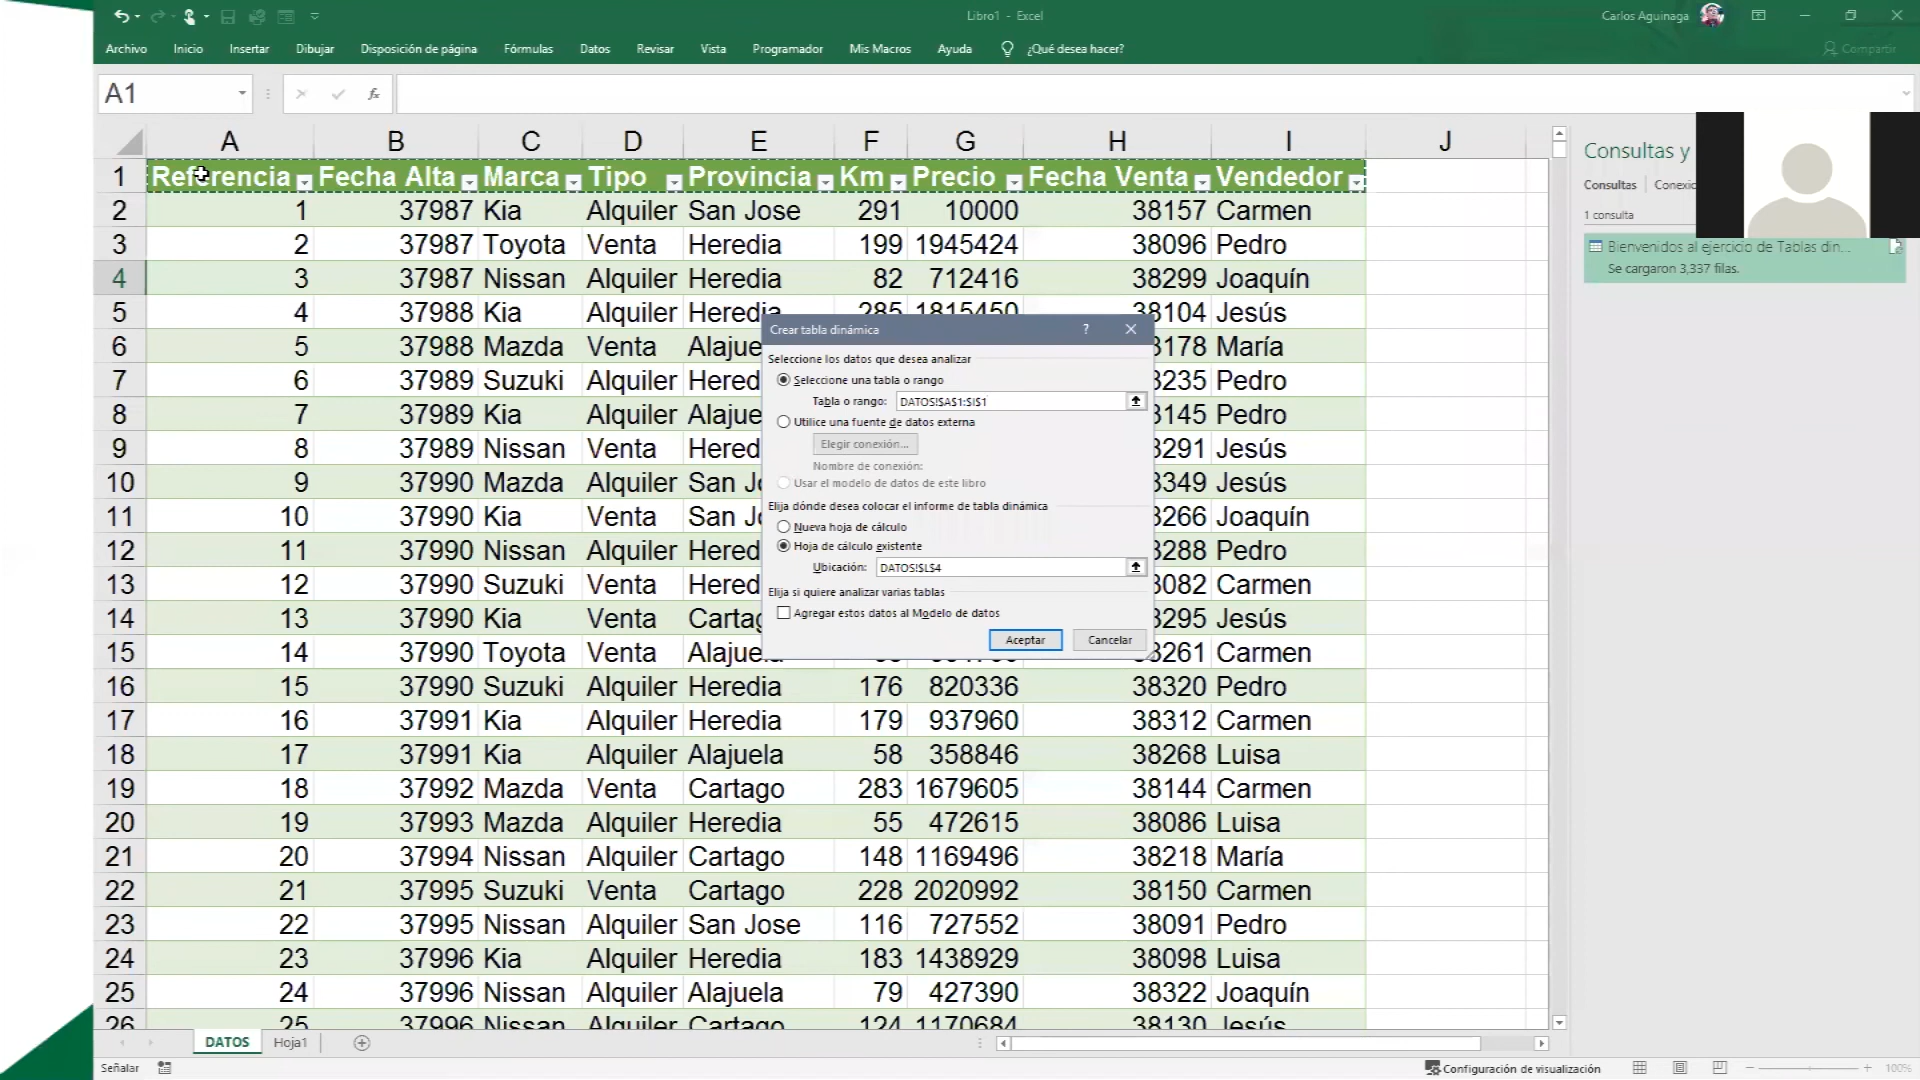 Libro1 - Excel
Carlos Aguinaga
Archivo Inicio Insertar Dibujar Disposición de página Fórmulas Datos Revisar Vista Programador Mis Macros Ayuda ¿Qué desea hacer? Compartir
A1 fx
A B C D E F G H I J
1 Referencia Fecha Alta Marca Tipo Provincia Km Precio Fecha Venta Vendedor
2 1 37987 Kia Alquiler San Jose 291 10000 38157 Carmen
3 2 37987 Toyota Venta Heredia 199 1945424 38096 Pedro
4 3 37987 Nissan Alquiler Heredia 82 712416 38299 Joaquín
5 4 37988 Kia Alquiler Heredia 285 1815450 38104 Jesús
6 5 37988 Mazda Venta Alajue 3178 María
7 6 37989 Suzuki Alquiler Hered 3235 Pedro
8 7 37989 Kia Alquiler Alajue 3145 Pedro
9 8 37989 Nissan Venta Hered 3291 Jesús
10 9 37990 Mazda Alquiler San Jo 3349 Jesús
11 10 37990 Kia Venta San Jo 3266 Joaquín
12 11 37990 Nissan Alquiler Hered 3288 Pedro
13 12 37990 Suzuki Venta Hered 3082 Carmen
14 13 37990 Kia Venta Cartag 3295 Jesús
15 14 37990 Toyota Venta Alajue 3261 Carmen
16 15 37990 Suzuki Alquiler Heredia 176 820336 38320 Pedro
17 16 37991 Kia Alquiler Heredia 179 937960 38312 Carmen
18 17 37991 Kia Alquiler Alajuela 58 358846 38268 Luisa
19 18 37992 Mazda Venta Cartago 283 1679605 38144 Carmen
20 19 37993 Mazda Alquiler Heredia 55 472615 38086 Luisa
21 20 37994 Nissan Alquiler Cartago 148 1169496 38218 María
22 21 37995 Suzuki Venta Cartago 228 2020992 38150 Carmen
23 22 37995 Nissan Alquiler San Jose 116 727552 38091 Pedro
24 23 37996 Kia Alquiler Heredia 183 1438929 38098 Luisa
25 24 37996 Nissan Alquiler Alajuela 79 427390 38322 Joaquín
26 25 37996 Nissan Alquiler Cartago 124 1170684 38130 Jesús
Crear tabla dinámica ?
Seleccione los datos que desea analizar
Seleccione una tabla o rango
Tabla o rango: DATOS!$A$1:$I$1
Utilice una fuente de datos externa
Elegir conexión...
Nombre de conexión:
Usar el modelo de datos de este libro
Elija dónde desea colocar el informe de tabla dinámica
Nueva hoja de cálculo
Hoja de cálculo existente
Ubicación: DATOS!$L$4
Elija si quiere analizar varias tablas
Agregar estos datos al Modelo de datos
Aceptar Cancelar
Consultas y
Consultas Conexio
1 consulta
Bienvenidos al ejercicio de Tablas din...
Se cargaron 3,337 filas.
DATOS Hoja1
Señalar Configuración de visualización 100%